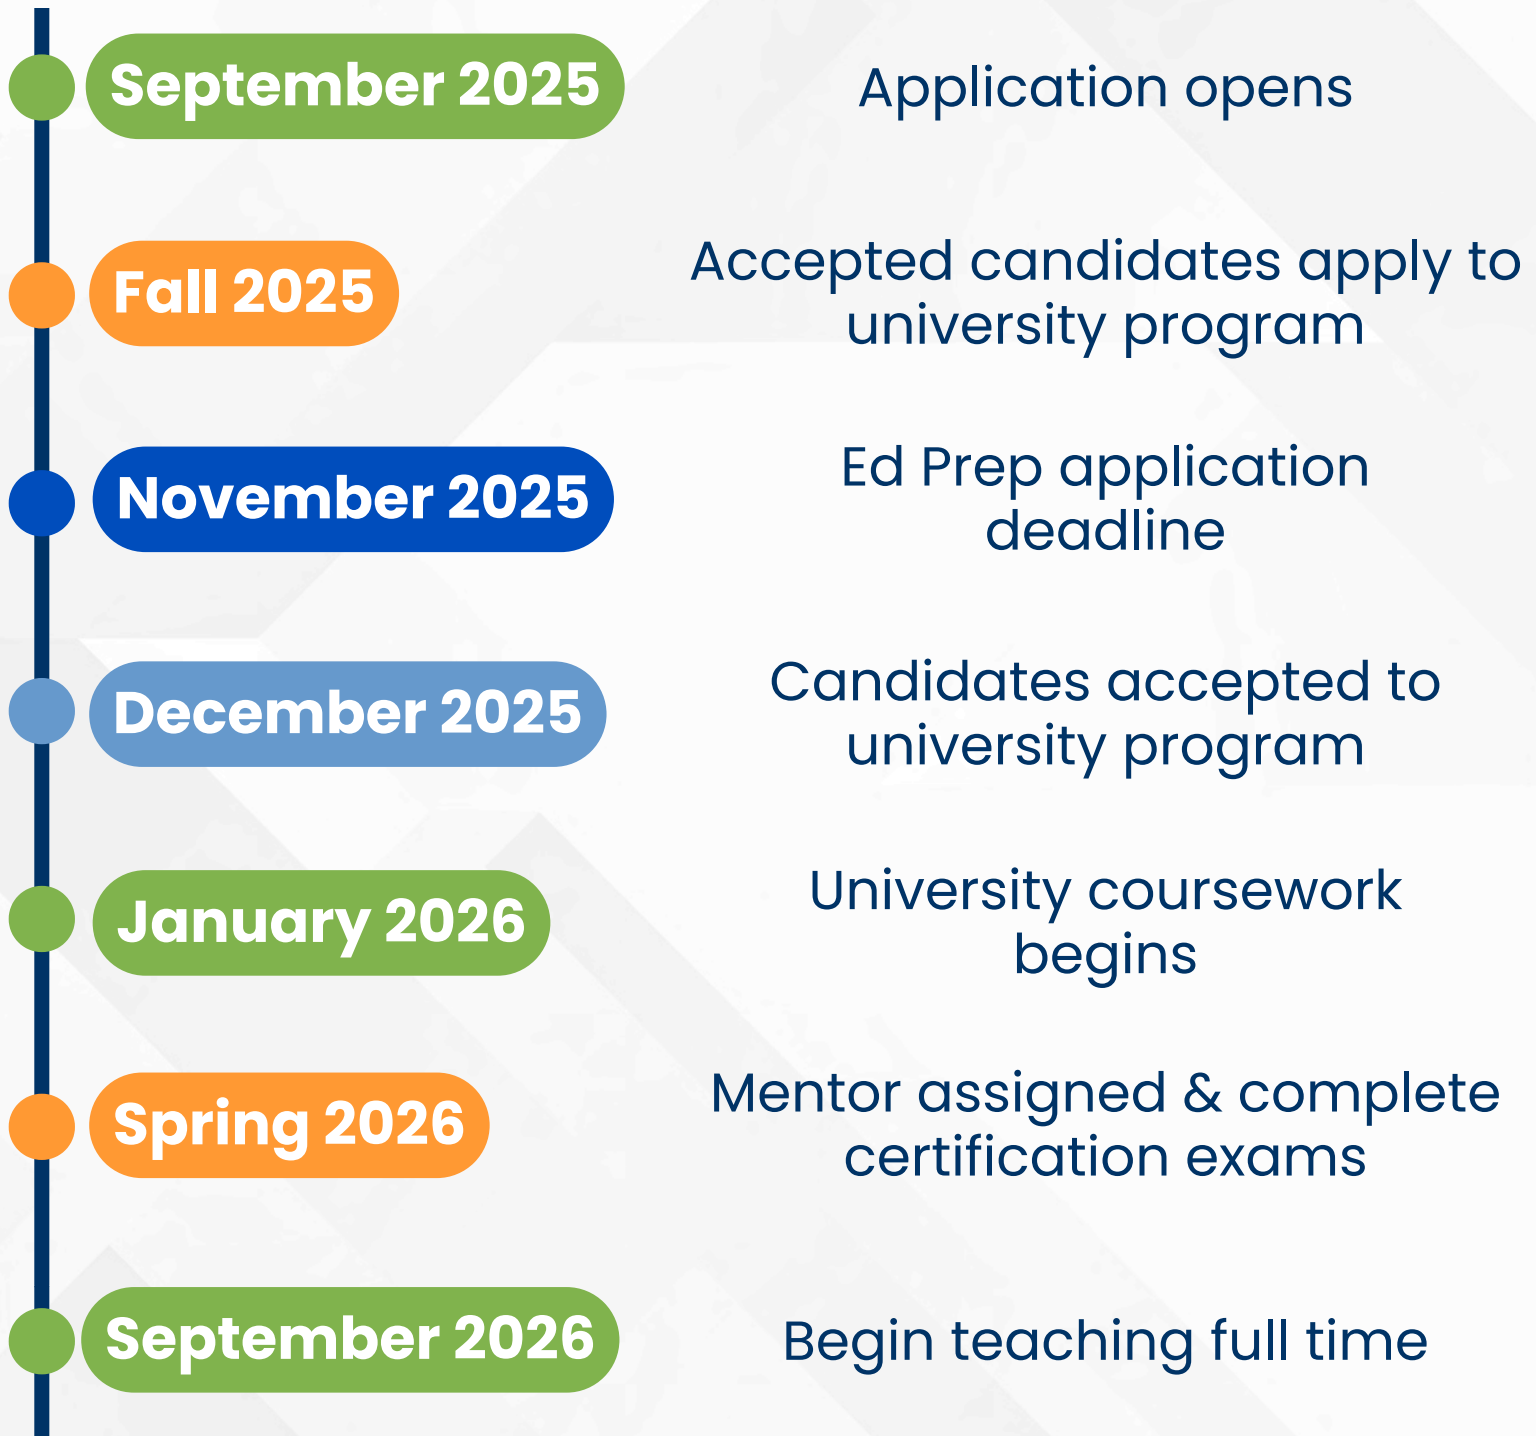 September 2025
Application opens
Fall 2025
Accepted candidates apply to
university program
November 2025
Ed Prep application
deadline
December 2025
Candidates accepted to
university program
January 2026
University coursework
begins
Spring 2026
Mentor assigned & complete
certification exams
September 2026
Begin teaching full time